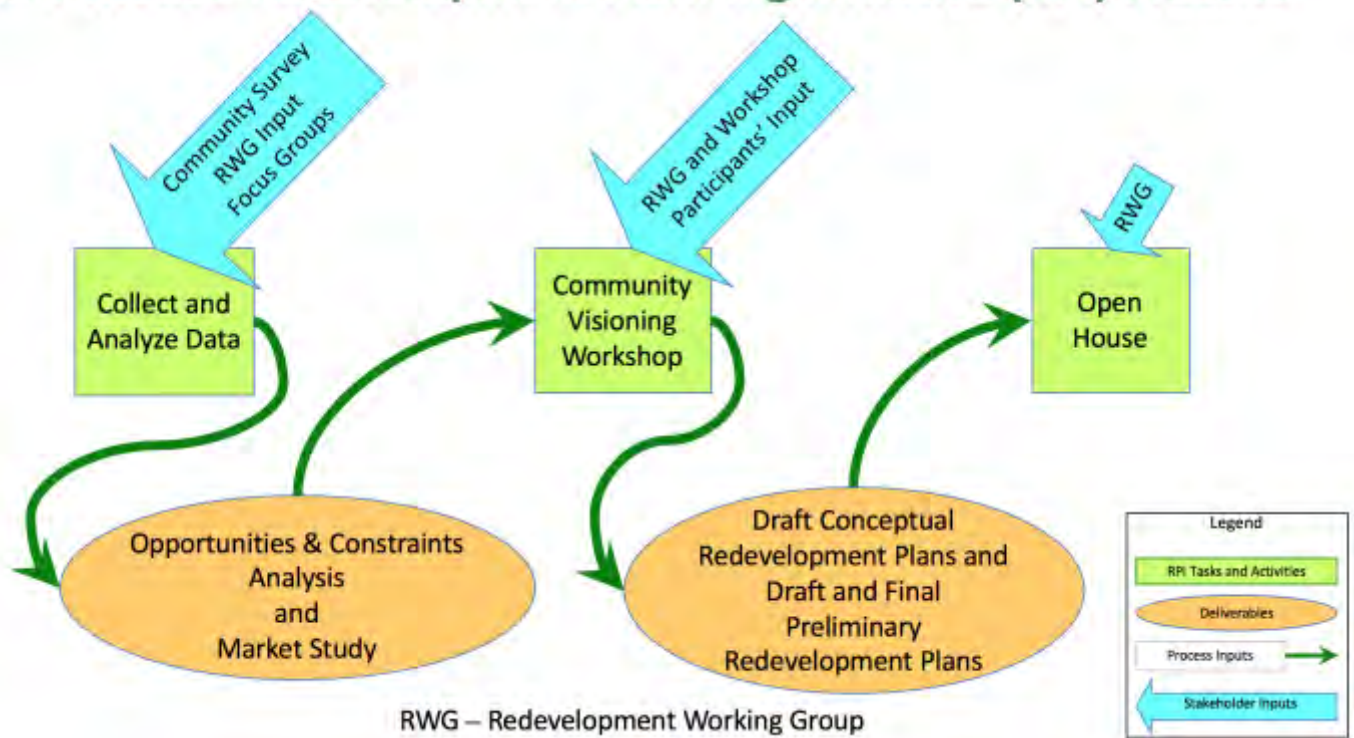 Community Survey
RWG Input
Focus Groups
RWG and Workshop
Participants' Input
RWG
Collect and
Analyze Data
Community
Visioning
Workshop
Open
House
Opportunities & Constraints
Analysis
and
Market Study
Draft Conceptual
Redevelopment Plans and
Draft and Final
Preliminary
Redevelopment Plans
Legend
RPI Tasks and Activities
Deliverables
Process Inputs
Stakeholder Inputs
RWG – Redevelopment Working Group